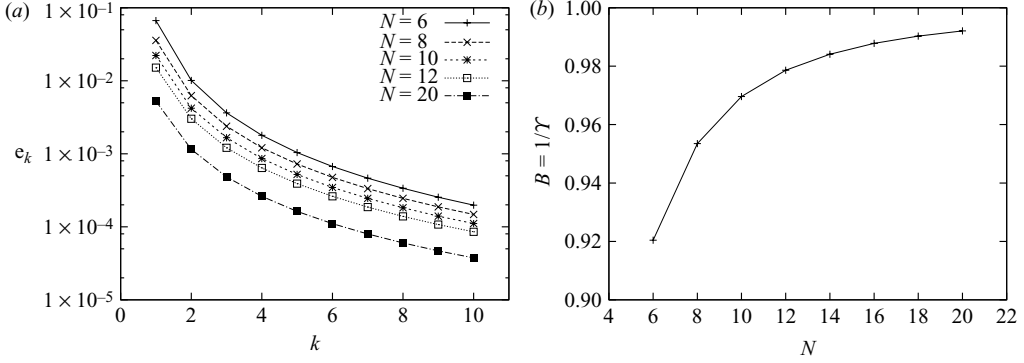 (a)
1 × 10⁻¹
1 × 10⁻²
1 × 10⁻³
1 × 10⁻⁴
1 × 10⁻⁵
eₖ
N = 6
N = 8
N = 10
N = 12
N = 20
0 2 4 6 8 10
k
(b)
1.00
0.98
0.96
0.94
0.92
0.90
B = 1/ϒ
4 6 8 10 12 14 16 18 20 22
N